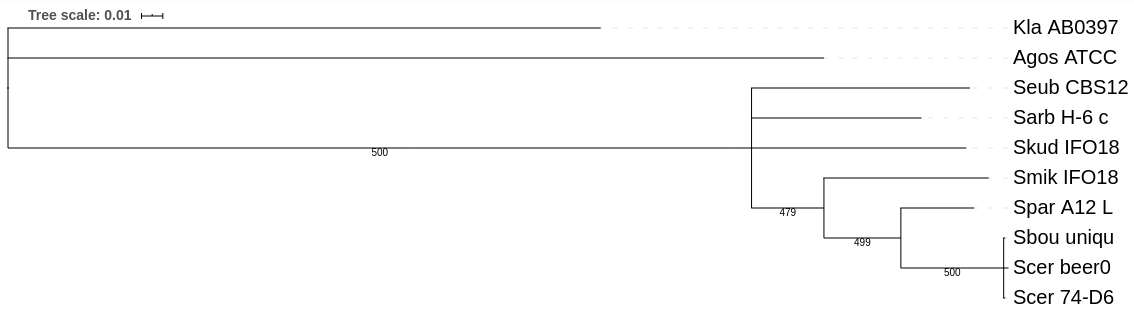 Tree scale: 0.01
Kla AB0397
Agos ATCC
Seub CBS12
Sarb H-6 c
Skud IFO18
500
Smik IFO18
Spar A12 L
479
Sbou uniqu
499
Scer beer0
500
Scer 74-D6